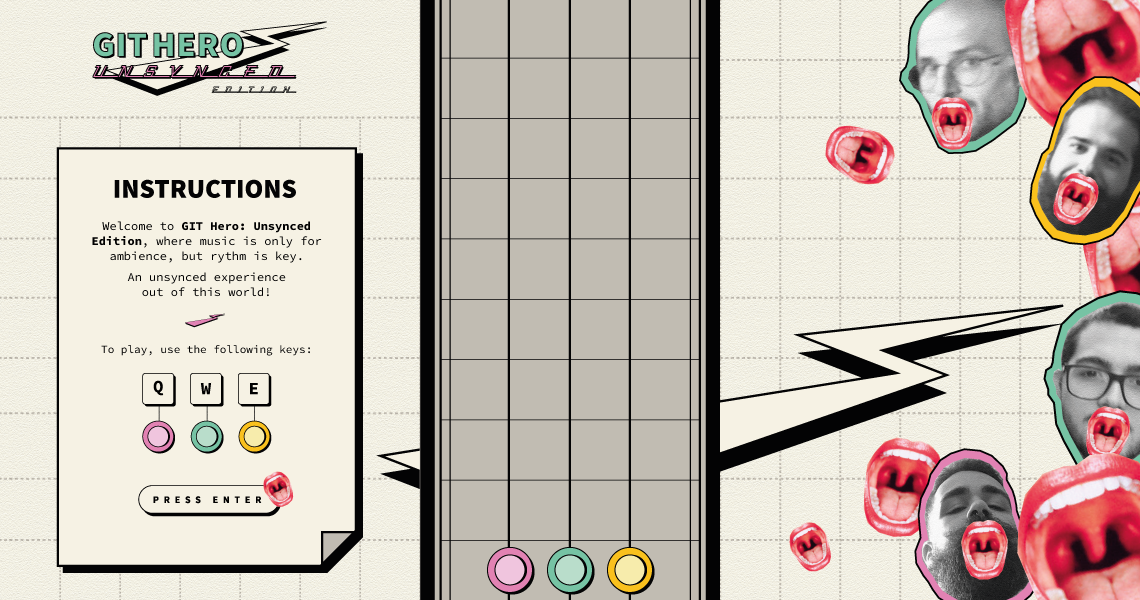 GIT HERO
UNSYNCED
EDITION
INSTRUCTIONS
Welcome to GIT Hero: Unsynced
Edition, where music is only for
ambience, but rythm is key.
An unsynced experience
out of this world!
To play, use the following keys:
Q W E
PRESS ENTER